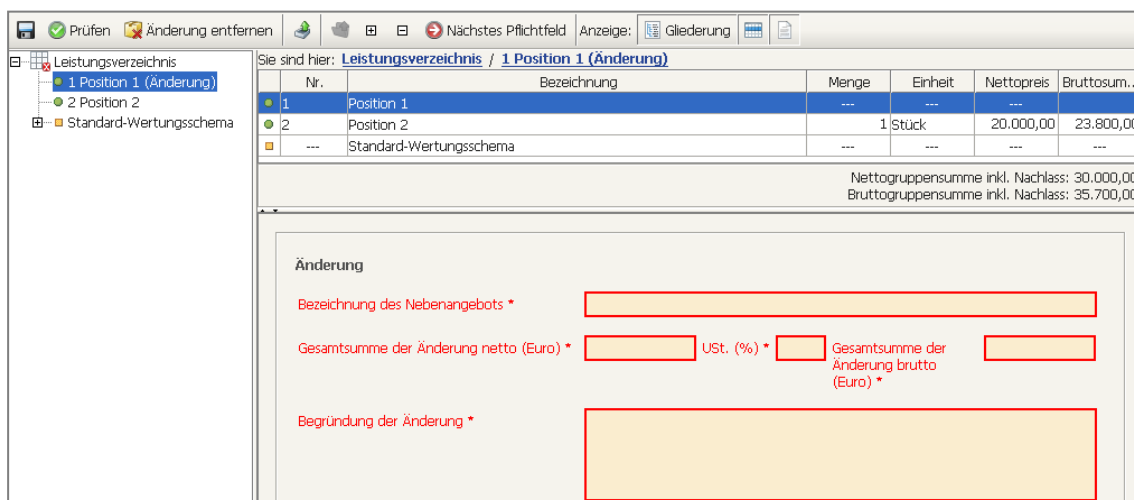 Prüfen Änderung entfernen Nächstes Pflichtfeld Anzeige: Gliederung
Leistungsverzeichnis
1 Position 1 (Änderung)
2 Position 2
Standard-Wertungsschema
Sie sind hier: Leistungsverzeichnis / 1 Position 1 (Änderung)
Nr. Bezeichnung Menge Einheit Nettopreis Bruttosum...
1 Position 1 --- --- ---
2 Position 2 1 Stück 20.000,00 23.800,00
--- Standard-Wertungsschema --- --- --- ---
Nettogruppensumme inkl. Nachlass: 30.000,00
Bruttogruppensumme inkl. Nachlass: 35.700,00
Änderung
Bezeichnung des Nebenangebots *
Gesamtsumme der Änderung netto (Euro) * USt. (%) * Gesamtsumme der
Änderung brutto
(Euro) *
Begründung der Änderung *